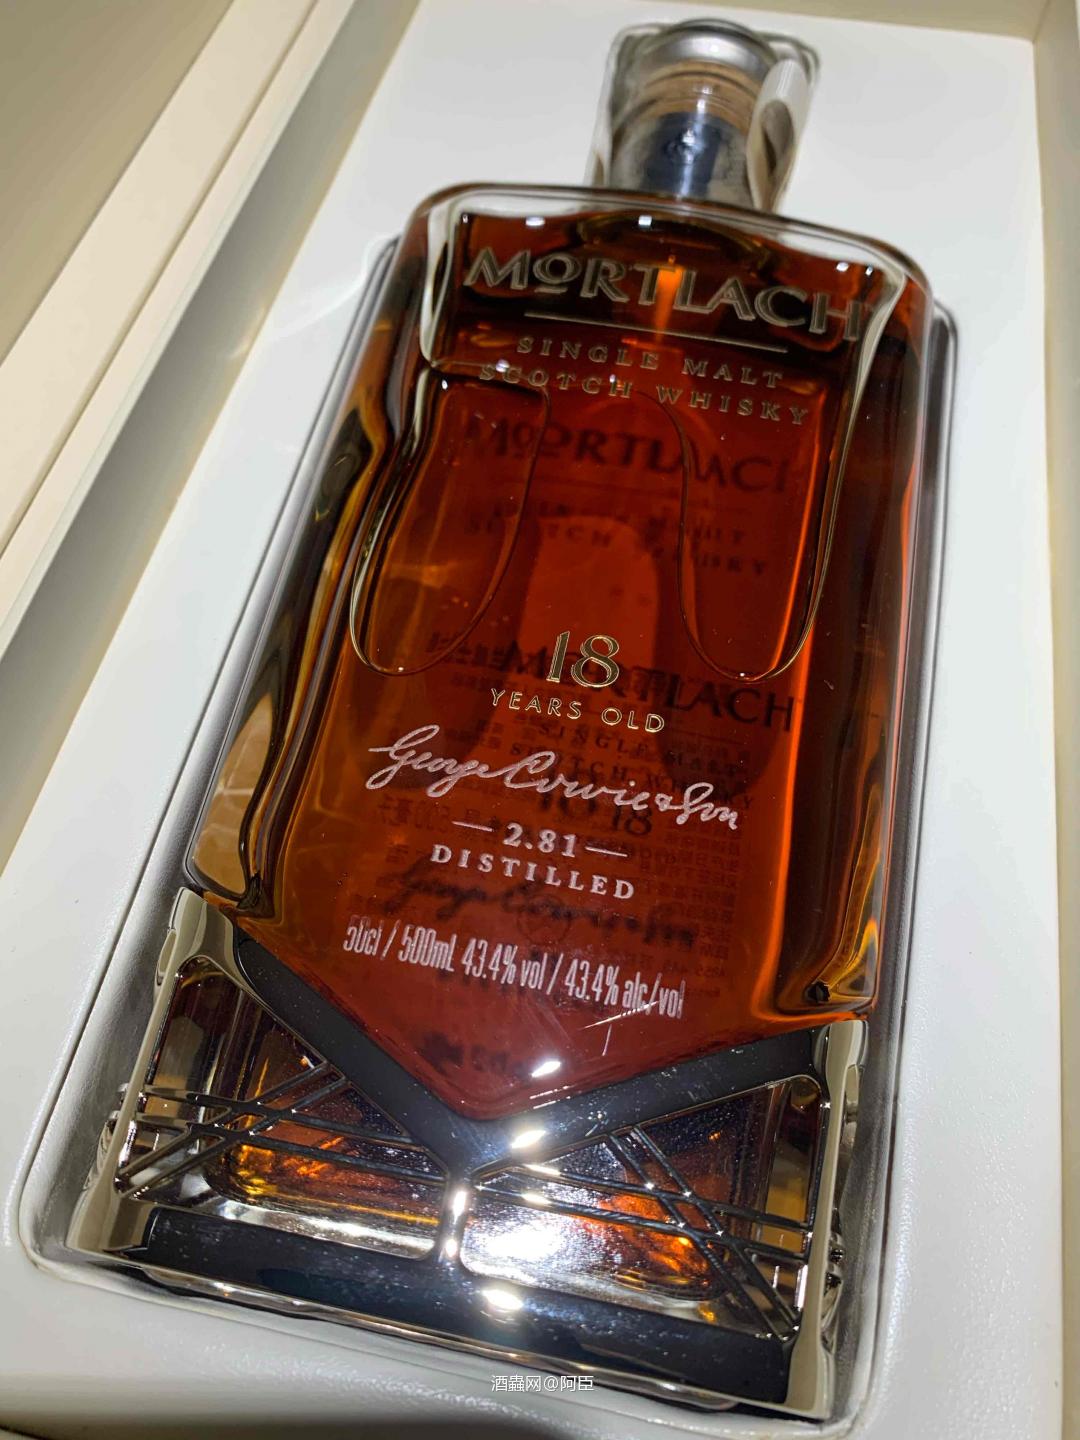 MORTLACH
SINGLE MALT
SCOTCH WHISKY
18
YEARS OLD
George Cowie & Son
2.81
DISTILLED
50cl / 500mL 43.4% vol / 43.4% alc/vol
酒蟲网@阿臣